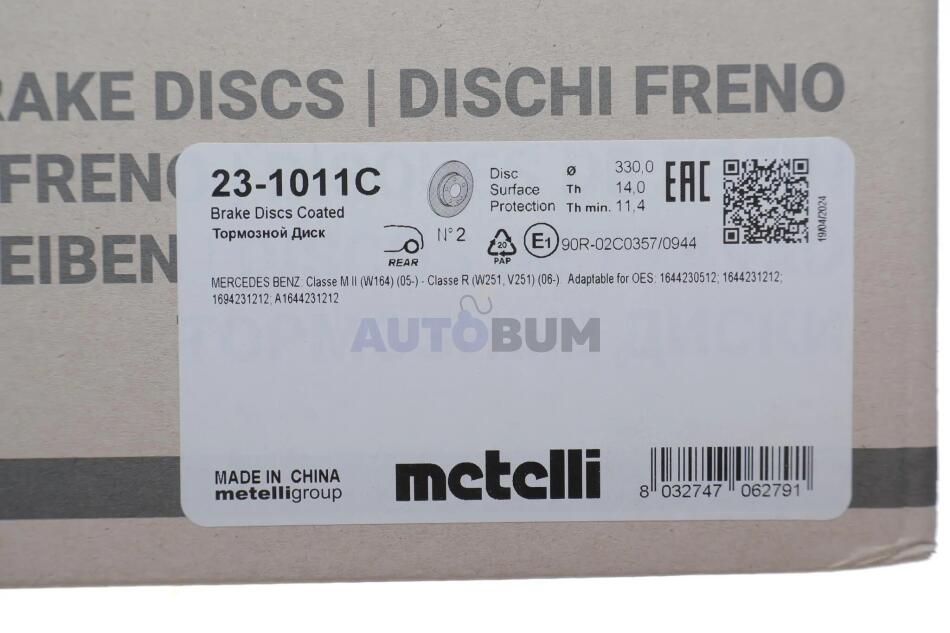 RAKE DISCS | DISCHI FRENO
FRENO
EIBEN
23-1011C
Brake Discs Coated
Тормозной Диск
REAR
N° 2
Disc
Surface
Protection
Ø 330,0
Th 14,0
Th min. 11,4
20
PAP
E1 90R-02C0357/0944
EAC
19/04/2024
MERCEDES BENZ: Classe M II (W164) (05-) - Classe R (W251, V251) (06-). Adaptable for OES: 1644230512; 1644231212;
1694231212; A1644231212
AUTOBUM
MADE IN CHINA
metelligroup
metelli
8 032747 062791